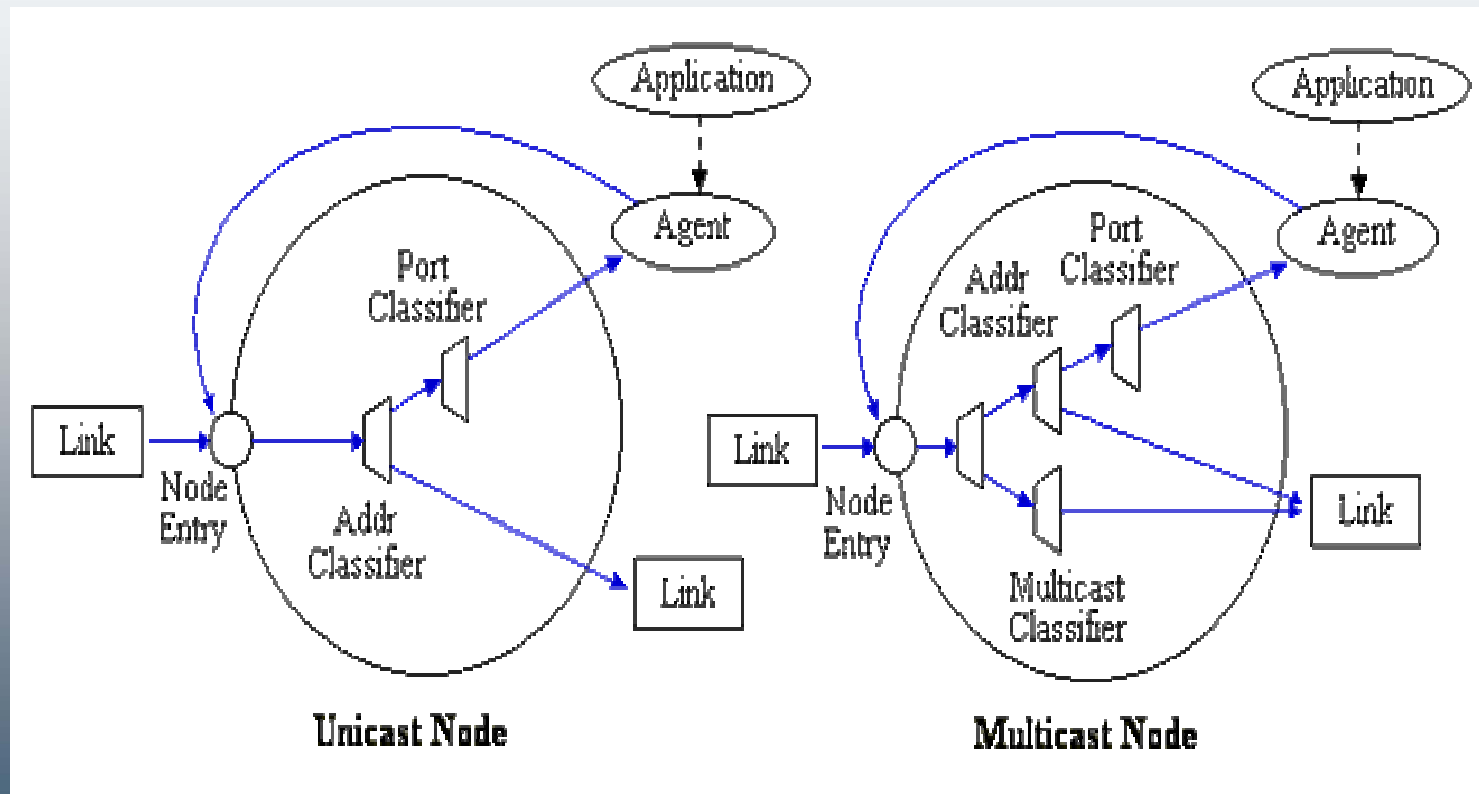 Application
Agent
Port
Classifier
Link
Node
Entry
Addr
Classifier
Link
Unicast Node
Application
Agent
Port
Classifier
Addr
Classifier
Link
Node
Entry
Link
Multicast
Classifier
Multicast Node